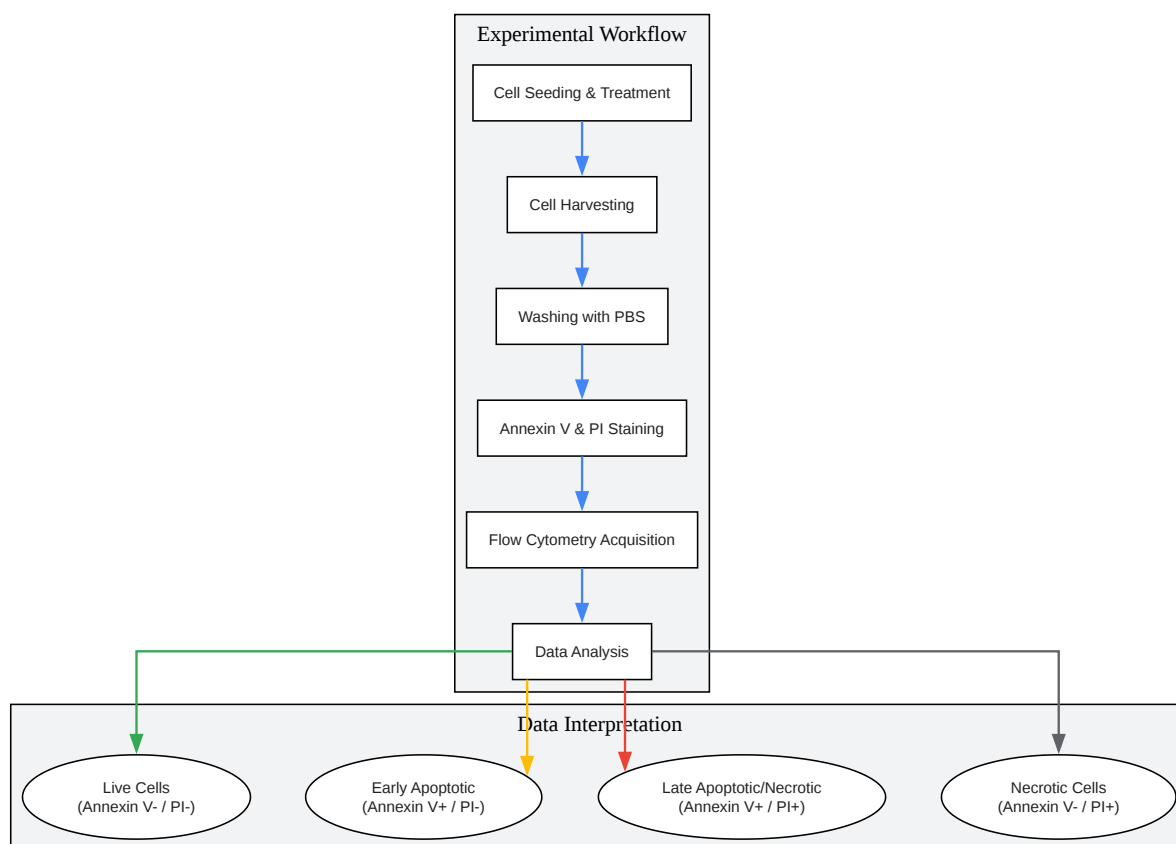 Experimental Workflow
Cell Seeding & Treatment
Cell Harvesting
Washing with PBS
Annexin V & PI Staining
Flow Cytometry Acquisition
Data Analysis
Data Interpretation
Live Cells
(Annexin V- / PI-)
Early Apoptotic
(Annexin V+ / PI-)
Late Apoptotic/Necrotic
(Annexin V+ / PI+)
Necrotic Cells
(Annexin V- / PI+)